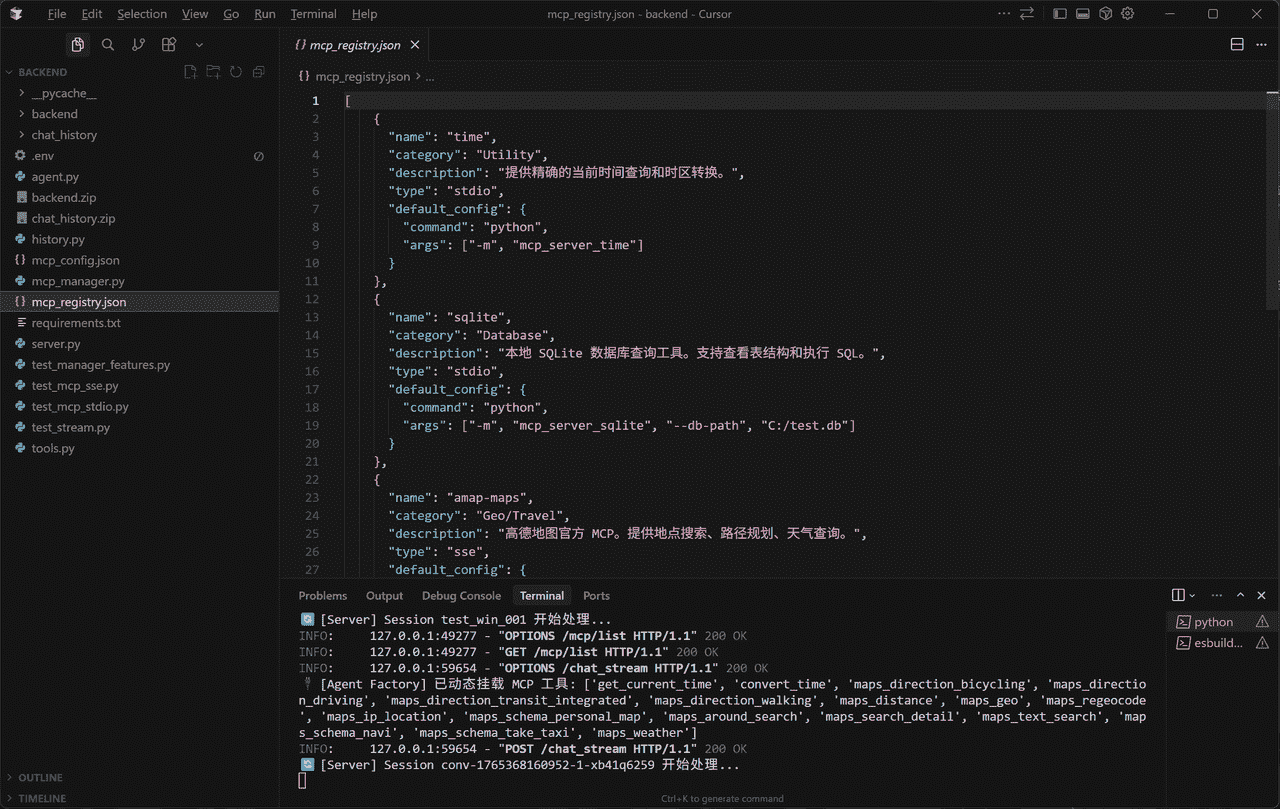 File Edit Selection View Go Run Terminal Help
mcp_registry.json - backend - Cursor
BACKEND
__pycache__
backend
chat_history
.env
agent.py
backend.zip
chat_history.zip
history.py
{} mcp_config.json
mcp_manager.py
{} mcp_registry.json
requirements.txt
server.py
test_manager_features.py
test_mcp_sse.py
test_mcp_stdio.py
test_stream.py
tools.py
OUTLINE
TIMELINE
{} mcp_registry.json
{} mcp_registry.json > ...
1 [
2 {
3 "name": "time",
4 "category": "Utility",
5 "description": "提供精确的当前时间查询和时区转换。",
6 "type": "stdio",
7 "default_config": {
8 "command": "python",
9 "args": ["-m", "mcp_server_time"]
10 }
11 },
12 {
13 "name": "sqlite",
14 "category": "Database",
15 "description": "本地 SQLite 数据库查询工具。支持查看表结构和执行 SQL。",
16 "type": "stdio",
17 "default_config": {
18 "command": "python",
19 "args": ["-m", "mcp_server_sqlite", "--db-path", "C:/test.db"]
20 }
21 },
22 {
23 "name": "amap-maps",
24 "category": "Geo/Travel",
25 "description": "高德地图官方 MCP。提供地点搜索、路径规划、天气查询。",
26 "type": "sse",
27 "default_config": {
Problems Output Debug Console Terminal Ports
[Server] Session test_win_001 开始处理...
INFO: 127.0.0.1:49277 - "OPTIONS /mcp/list HTTP/1.1" 200 OK
INFO: 127.0.0.1:49277 - "GET /mcp/list HTTP/1.1" 200 OK
INFO: 127.0.0.1:59654 - "OPTIONS /chat_stream HTTP/1.1" 200 OK
[Agent Factory] 已动态挂载 MCP 工具: ['get_current_time', 'convert_time', 'maps_direction_bicycling', 'maps_directio
n_driving', 'maps_direction_transit_integrated', 'maps_direction_walking', 'maps_distance', 'maps_geo', 'maps_regeocode
', 'maps_ip_location', 'maps_schema_personal_map', 'maps_around_search', 'maps_search_detail', 'maps_text_search', 'map
s_schema_navi', 'maps_schema_take_taxi', 'maps_weather']
INFO: 127.0.0.1:59654 - "POST /chat_stream HTTP/1.1" 200 OK
[Server] Session conv-1765368160952-1-xb41q6259 开始处理...
Ctrl+K to generate command
python
esbuild...